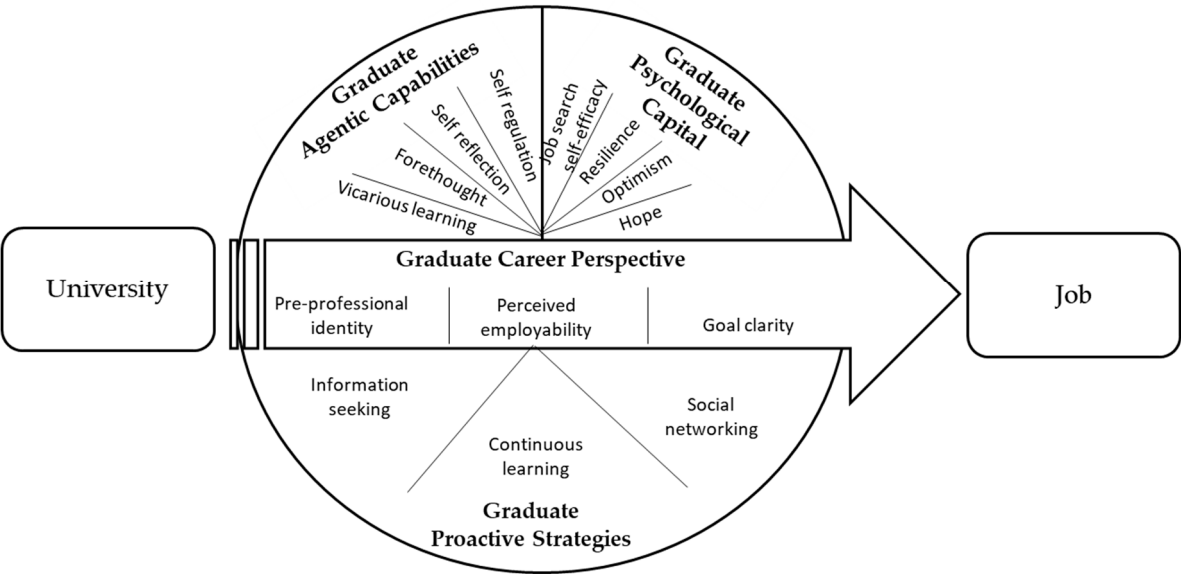 Graduate
Agentic Capabilities
Vicarious learning
Forethought
Self reflection
Self regulation
Graduate
Psychological
Capital
Job search
self-efficacy
Resilience
Optimism
Hope
University
Graduate Career Perspective
Pre-professional
identity
Perceived
employability
Goal clarity
Job
Information
seeking
Continuous
learning
Social
networking
Graduate
Proactive Strategies